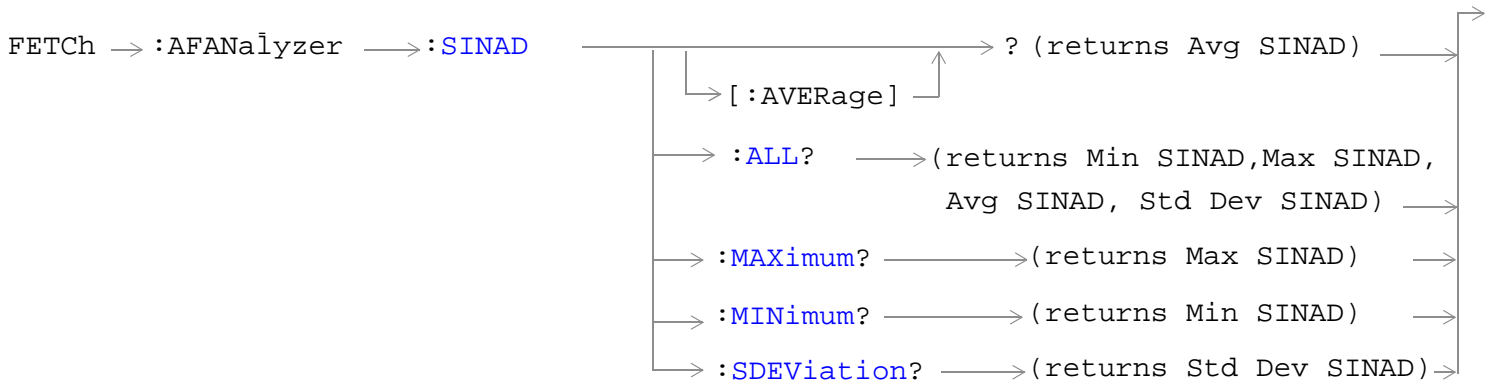 FETCh :AFANalyzer :SINAD ? (returns Avg SINAD)
[:AVERage]
:ALL? (returns Min SINAD,Max SINAD,
Avg SINAD, Std Dev SINAD)
:MAXimum? (returns Max SINAD)
:MINimum? (returns Min SINAD)
:SDEViation? (returns Std Dev SINAD)